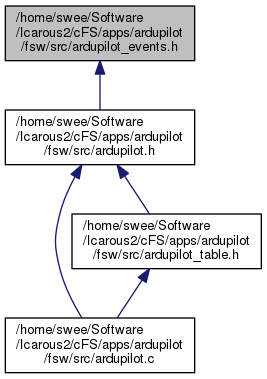 /home/swee/Software
/Icarous2/cFS/apps/ardupilot
/fsw/src/ardupilot_events.h
/home/swee/Software
/Icarous2/cFS/apps/ardupilot
/fsw/src/ardupilot.h
/home/swee/Software
/Icarous2/cFS/apps/ardupilot
/fsw/src/ardupilot_table.h
/home/swee/Software
/Icarous2/cFS/apps/ardupilot
/fsw/src/ardupilot.c